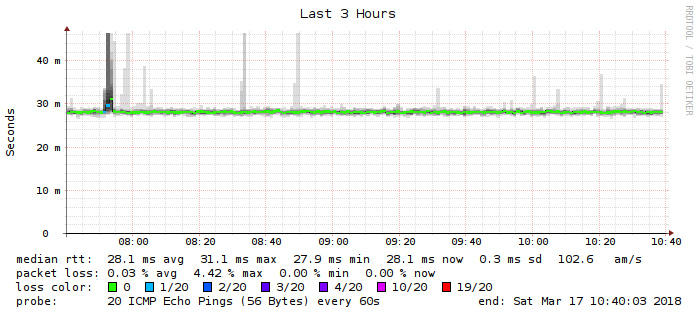 Last 3 Hours
RRDTOOL / TOBI OETIKER
Seconds
40 m
30 m
20 m
10 m
0
08:00 08:20 08:40 09:00 09:20 09:40 10:00 10:20 10:40
median rtt: 28.1 ms avg 31.1 ms max 27.9 ms min 28.1 ms now 0.3 ms sd 102.6 am/s
packet loss: 0.03 % avg 4.42 % max 0.00 % min 0.00 % now
loss color: 0 1/20 2/20 3/20 4/20 10/20 19/20
probe: 20 ICMP Echo Pings (56 Bytes) every 60s end: Sat Mar 17 10:40:03 2018